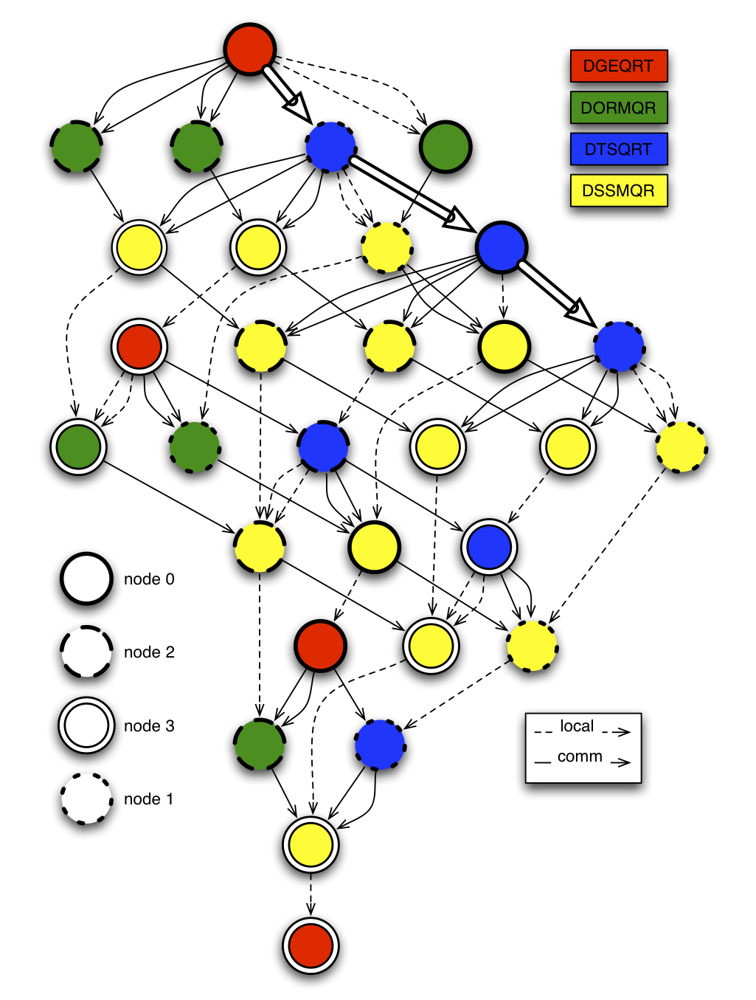 DGEQRT
DORMQR
DTSQRT
DSSMQR
node 0
node 2
node 3
node 1
local
comm